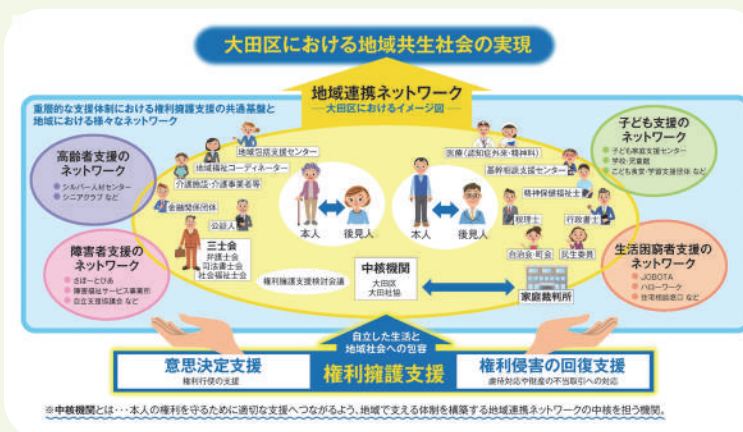 大田区における地域共生社会の実現
地域連携ネットワーク
大田区におけるイメージ図
重層的な支援体制における権利擁護支援の共通基盤と
地域における様々なネットワーク
高齢者支援の
ネットワーク
● シルバー人材センター
● シニアクラブ など
障害者支援の
ネットワーク
● さぽーとぴあ
● 障害福祉サービス事業所
● 自立支援協議会 など
子ども支援の
ネットワーク
● 子ども家庭支援センター
● 学校・児童館
● こども食堂・学習支援団体 など
生活困窮者支援の
ネットワーク
● JOBOTA
● ハローワーク
● 住宅相談窓口 など
地域包括支援センター
地域福祉コーディネーター
介護施設・介護事業者等
金融関係団体
公証人
三士会
弁護士会
司法書士会
社会福祉士会
本人
後見人
本人
後見人
医療(認知症外来・精神科)
基幹相談支援センター
精神保健福祉士
税理士
行政書士
自治会・町会
民生委員
権利擁護支援検討会議
中核機関
大田区
大田社協
家庭裁判所
自立した生活と
地域社会への包容
意思決定支援
権利行使の支援
権利擁護支援
権利侵害の回復支援
虐待対応や財産の不当取引への対応
※中核機関とは・・・本人の権利を守るために適切な支援へつながるよう、地域で支える体制を構築する地域連携ネットワークの中核を担う機関。